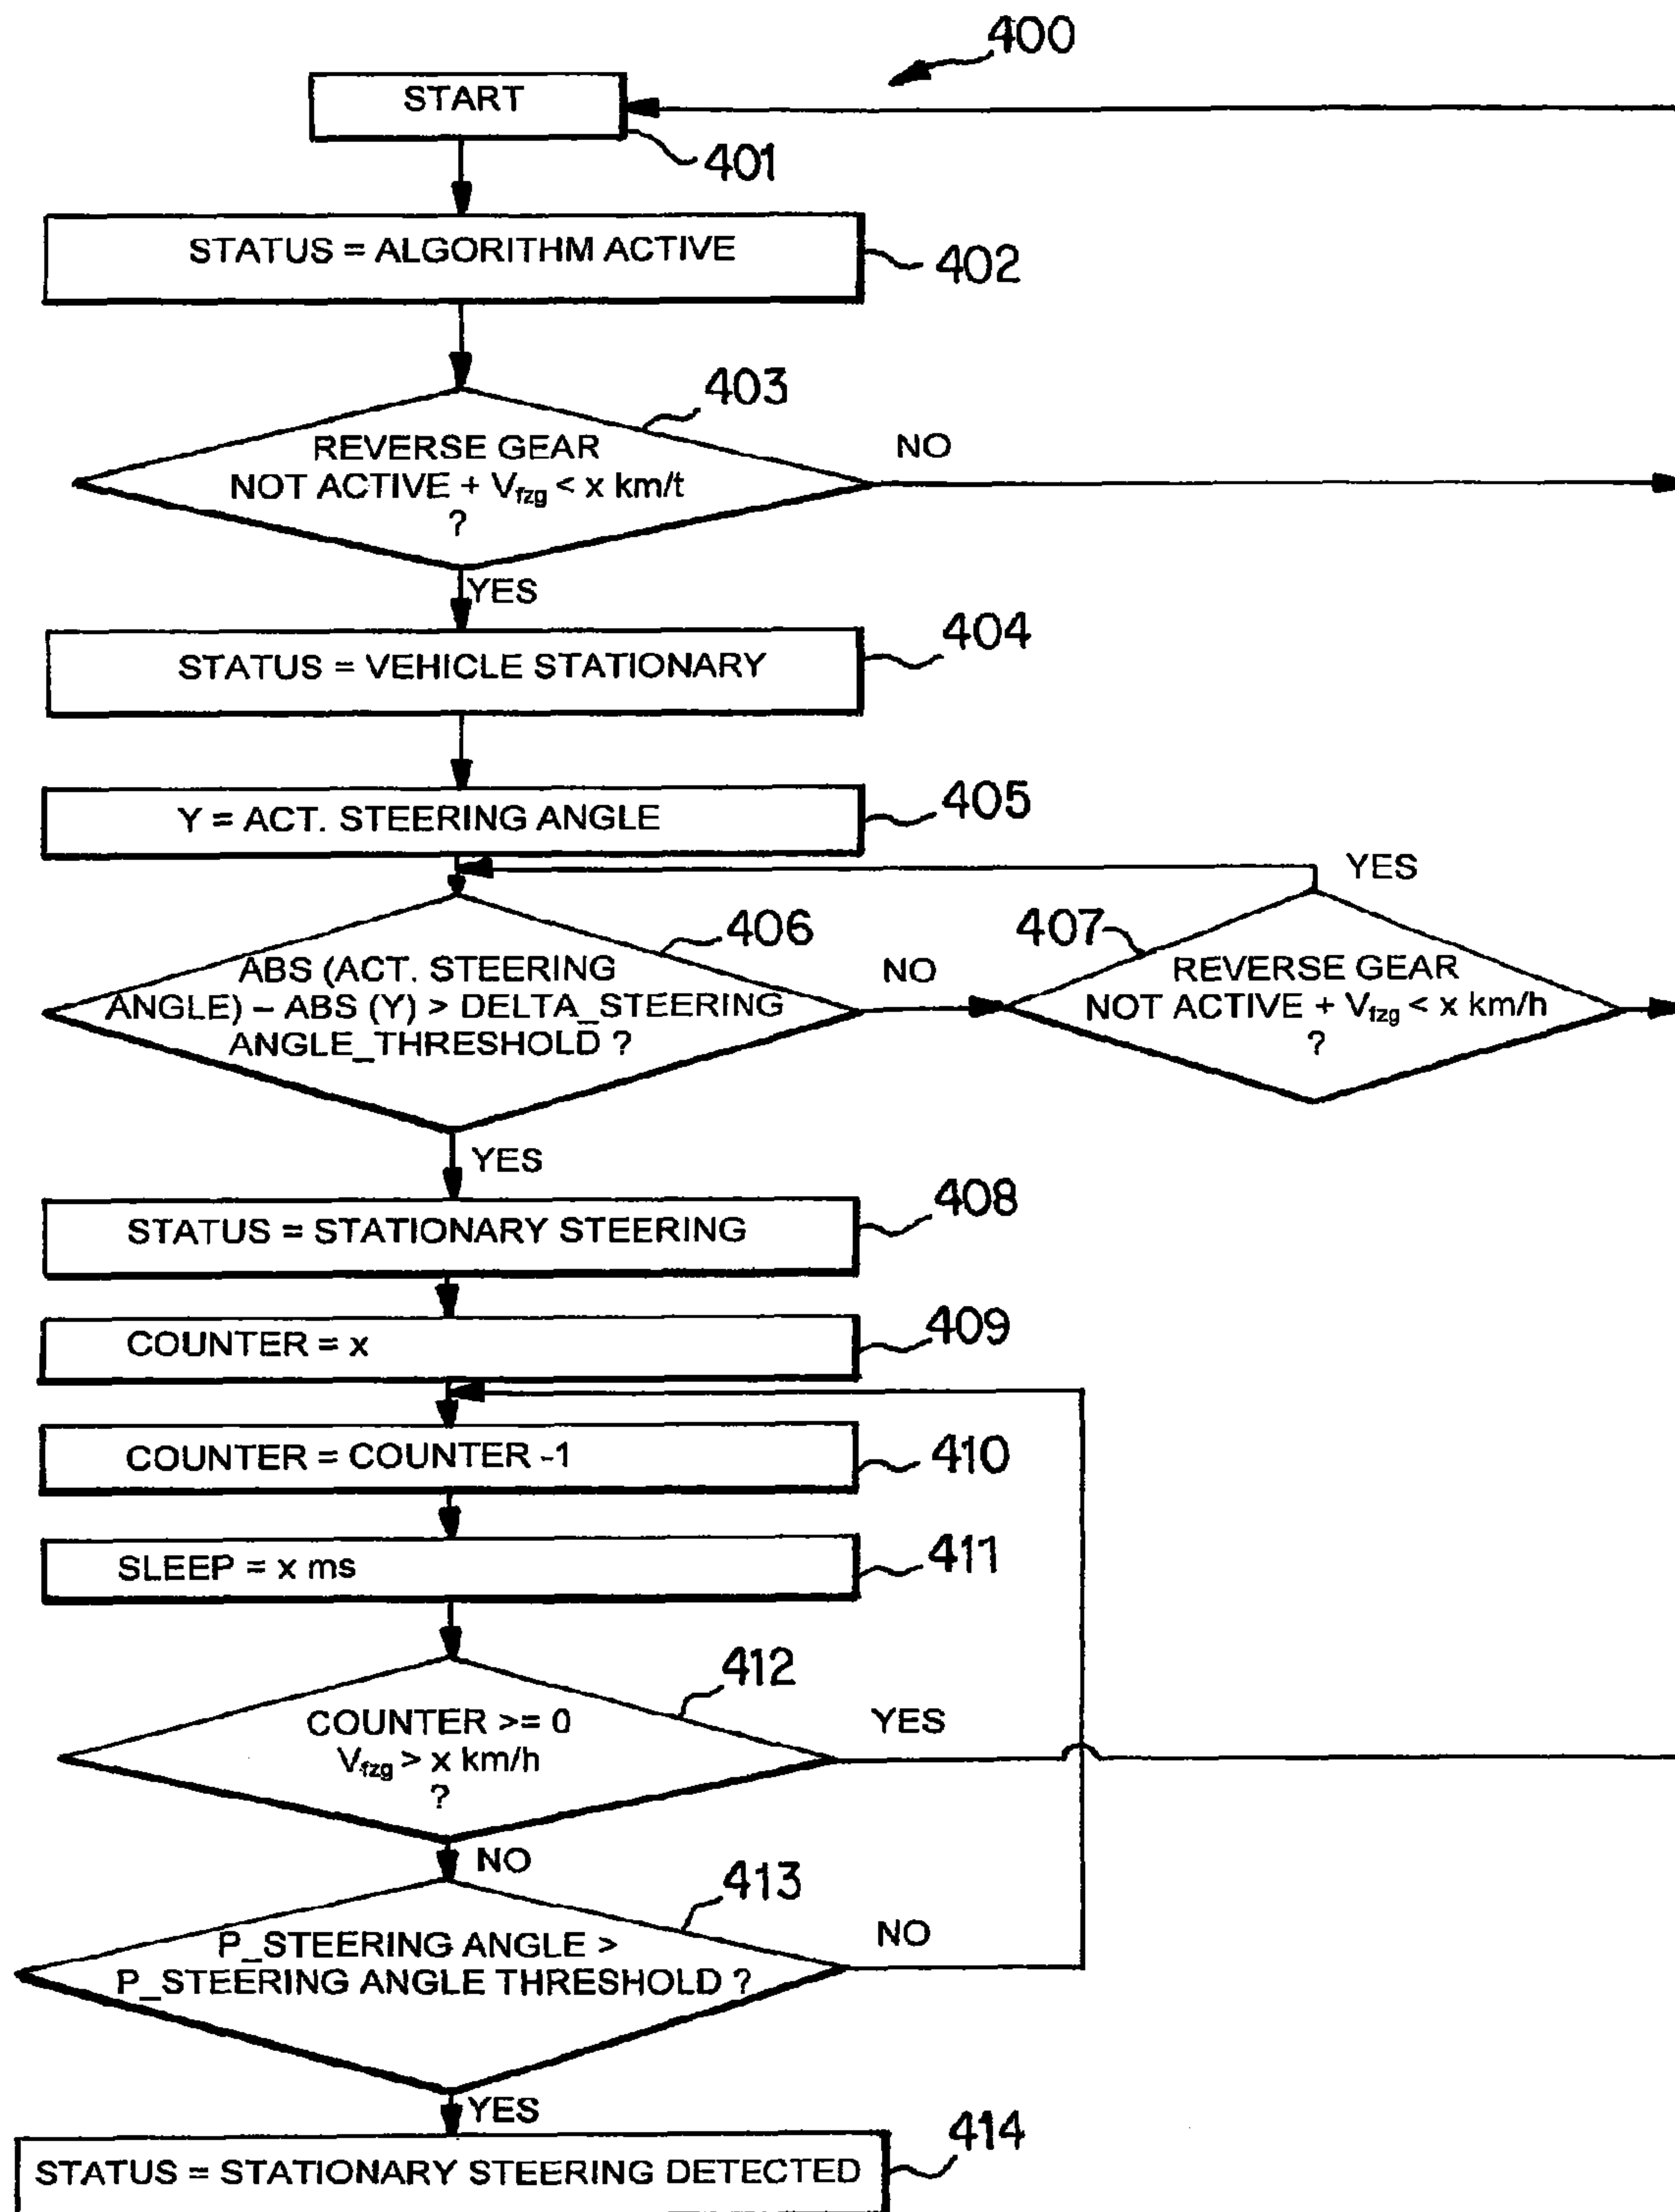 400
START
401
STATUS = ALGORITHM ACTIVE
402
403
REVERSE GEAR
NOT ACTIVE + Vfzg < x km/t
?
NO
YES
STATUS = VEHICLE STATIONARY
404
Y = ACT. STEERING ANGLE
405
YES
406
ABS (ACT. STEERING
ANGLE) – ABS (Y) > DELTA_STEERING
ANGLE_THRESHOLD ?
NO
407
REVERSE GEAR
NOT ACTIVE + Vfzg < x km/h
?
YES
STATUS = STATIONARY STEERING
408
COUNTER = x
409
COUNTER = COUNTER -1
410
SLEEP = x ms
411
412
COUNTER >= 0
Vfzg > x km/h
?
YES
NO
413
P_STEERING ANGLE >
P_STEERING ANGLE THRESHOLD ?
NO
YES
STATUS = STATIONARY STEERING DETECTED
414